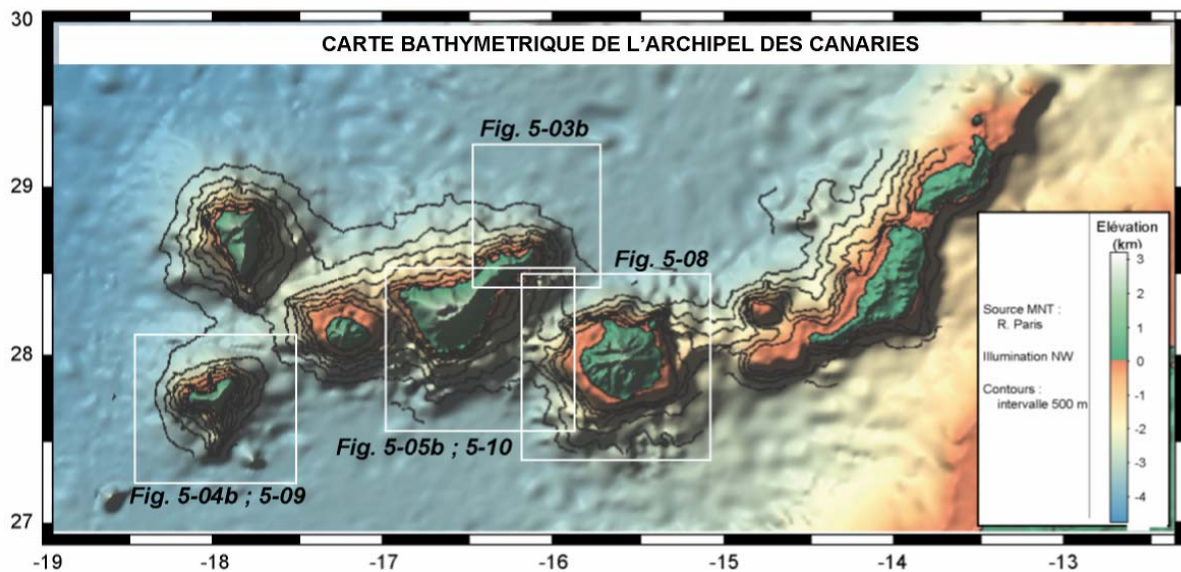 CARTE BATHYMETRIQUE DE L'ARCHIPEL DES CANARIES
30
29
28
27
-19
-18
-17
-16
-15
-14
-13
Fig. 5-03b
Fig. 5-08
Fig. 5-05b ; 5-10
Fig. 5-04b ; 5-09
Source MNT :
R. Paris
Illumination NW
Contours :
intervalle 500 m
Elévation
(km)
3
2
1
0
-1
-2
-3
-4